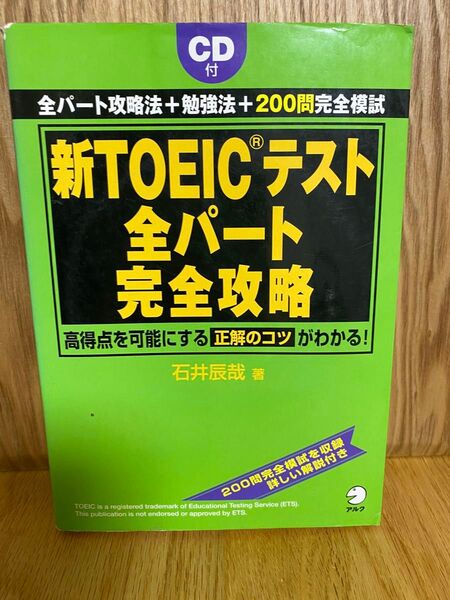 CD
付
全パート攻略法＋勉強法＋200問完全模試
新TOEIC®テスト
全パート
完全攻略
高得点を可能にする正解のコツがわかる！
石井辰哉 著
200問完全模試を収録
詳しい解説付き
TOEIC is a registered trademark of Educational Testing Service (ETS).
This publication is not endorsed or approved by ETS.
アルク